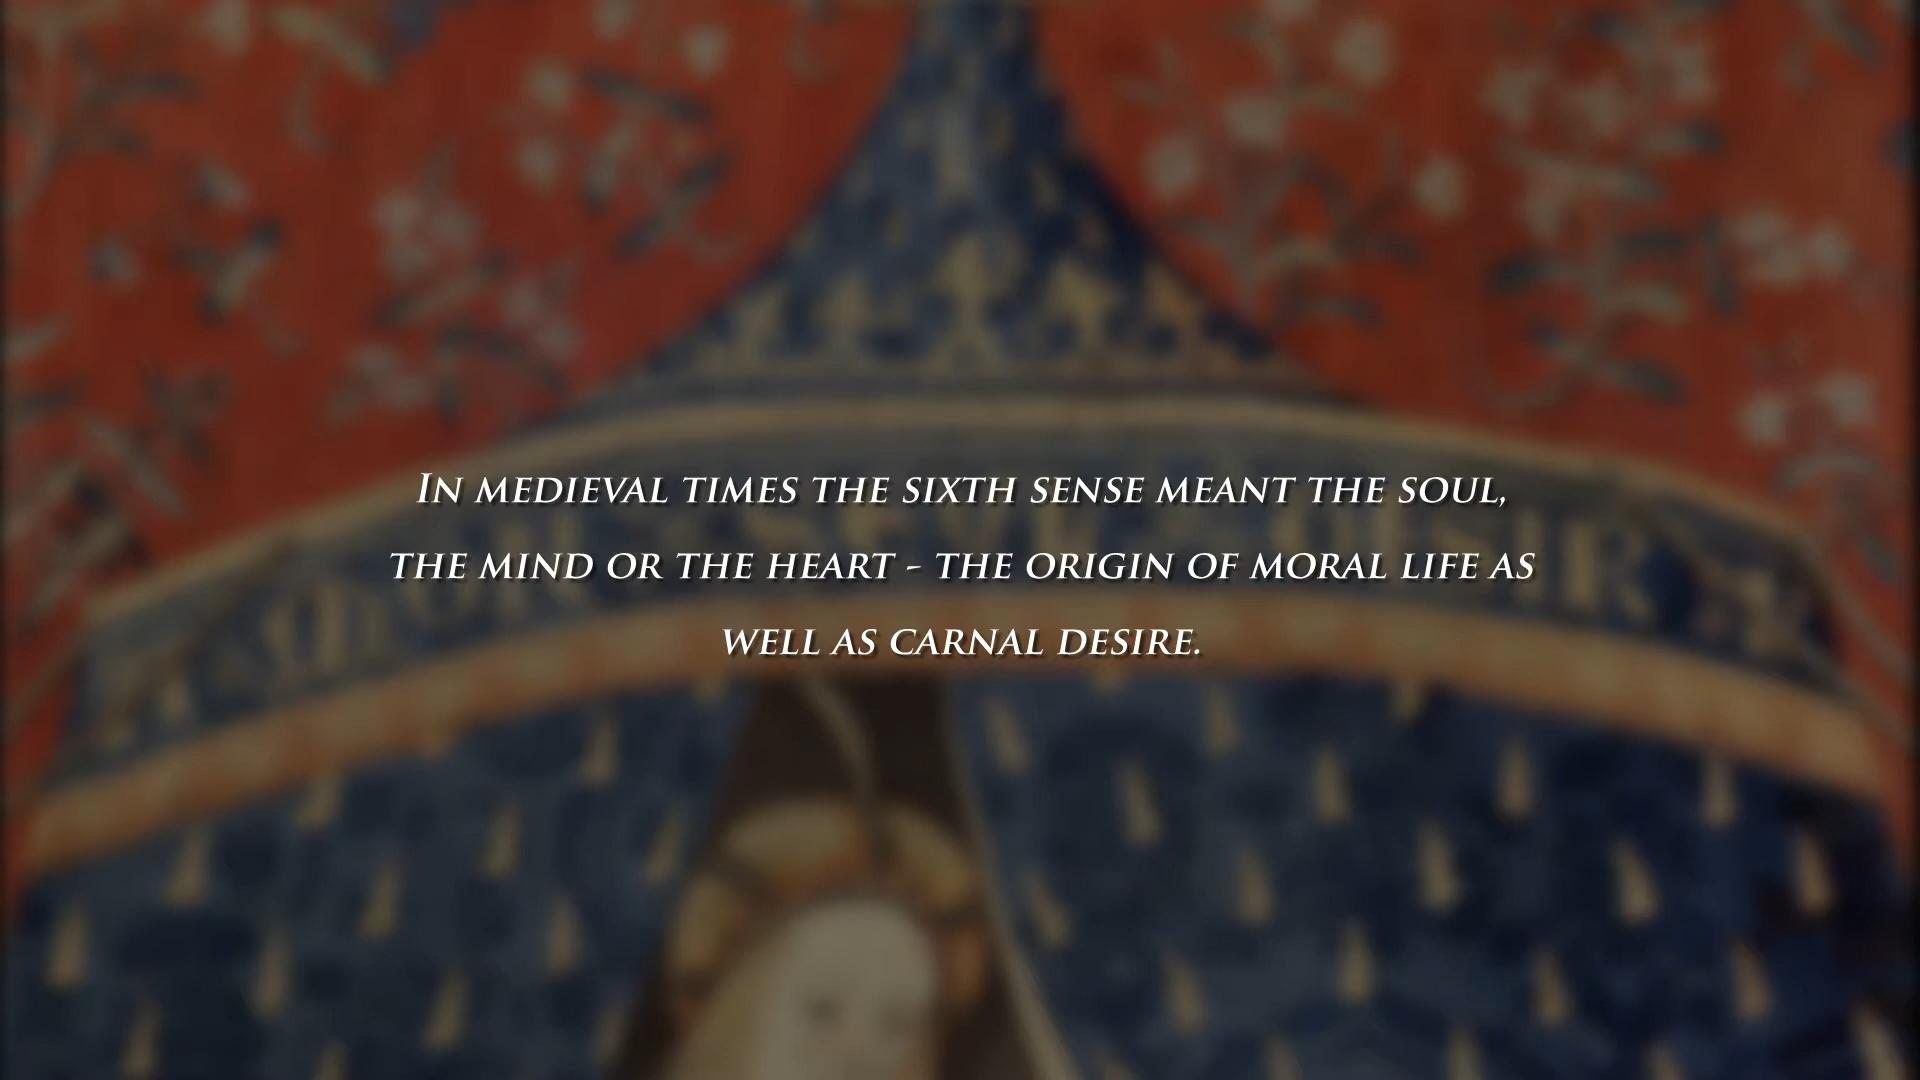 In medieval times the sixth sense meant the soul,
the mind or the heart - the origin of moral life as
well as carnal desire.